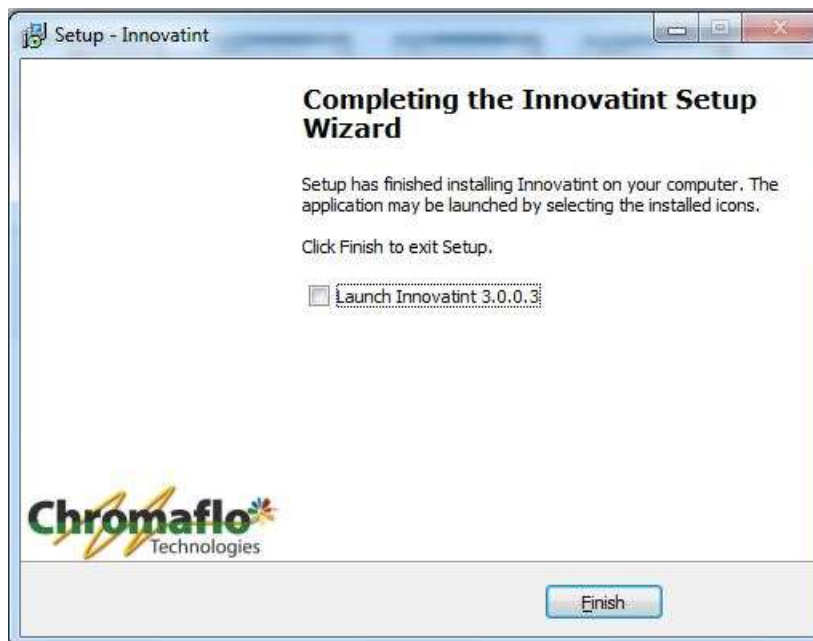 Setup - Innovatint
Completing the Innovatint Setup
Wizard
Setup has finished installing Innovatint on your computer. The
application may be launched by selecting the installed icons.
Click Finish to exit Setup.
Launch Innovatint 3.0.0.3
Chromaflo
Technologies
Finish